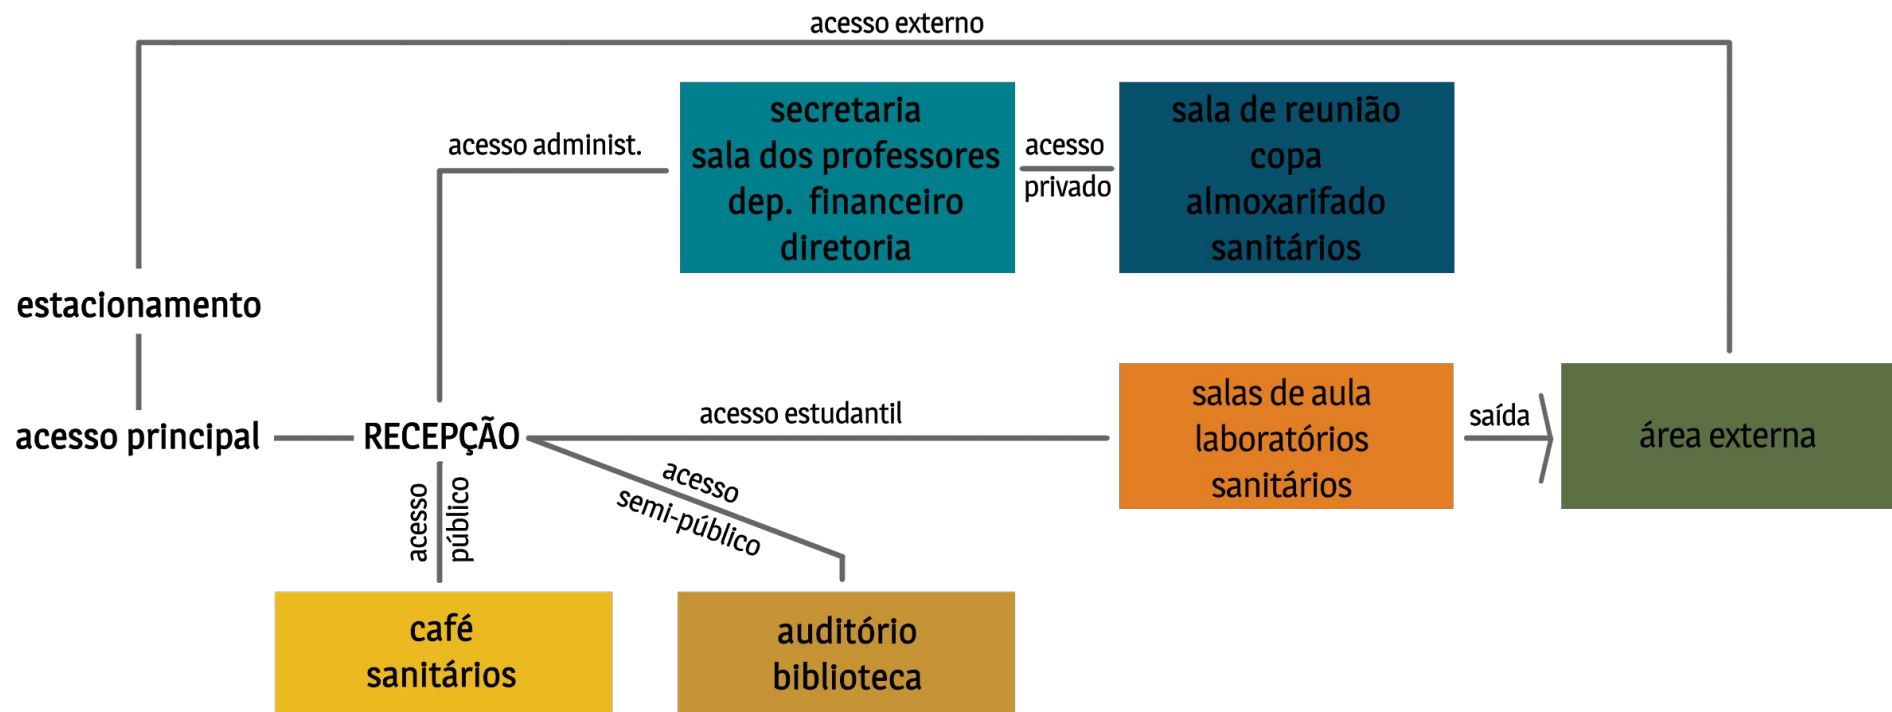 acesso externo
secretaria
sala dos professores
dep. financeiro
diretoria
sala de reunião
copa
almoxarifado
sanitários
acesso administ.
acesso
privado
estacionamento
acesso principal
RECEPÇÃO
acesso estudantil
salas de aula
laboratórios
sanitários
saída
área externa
acesso
público
acesso
semi-público
café
sanitários
auditório
biblioteca